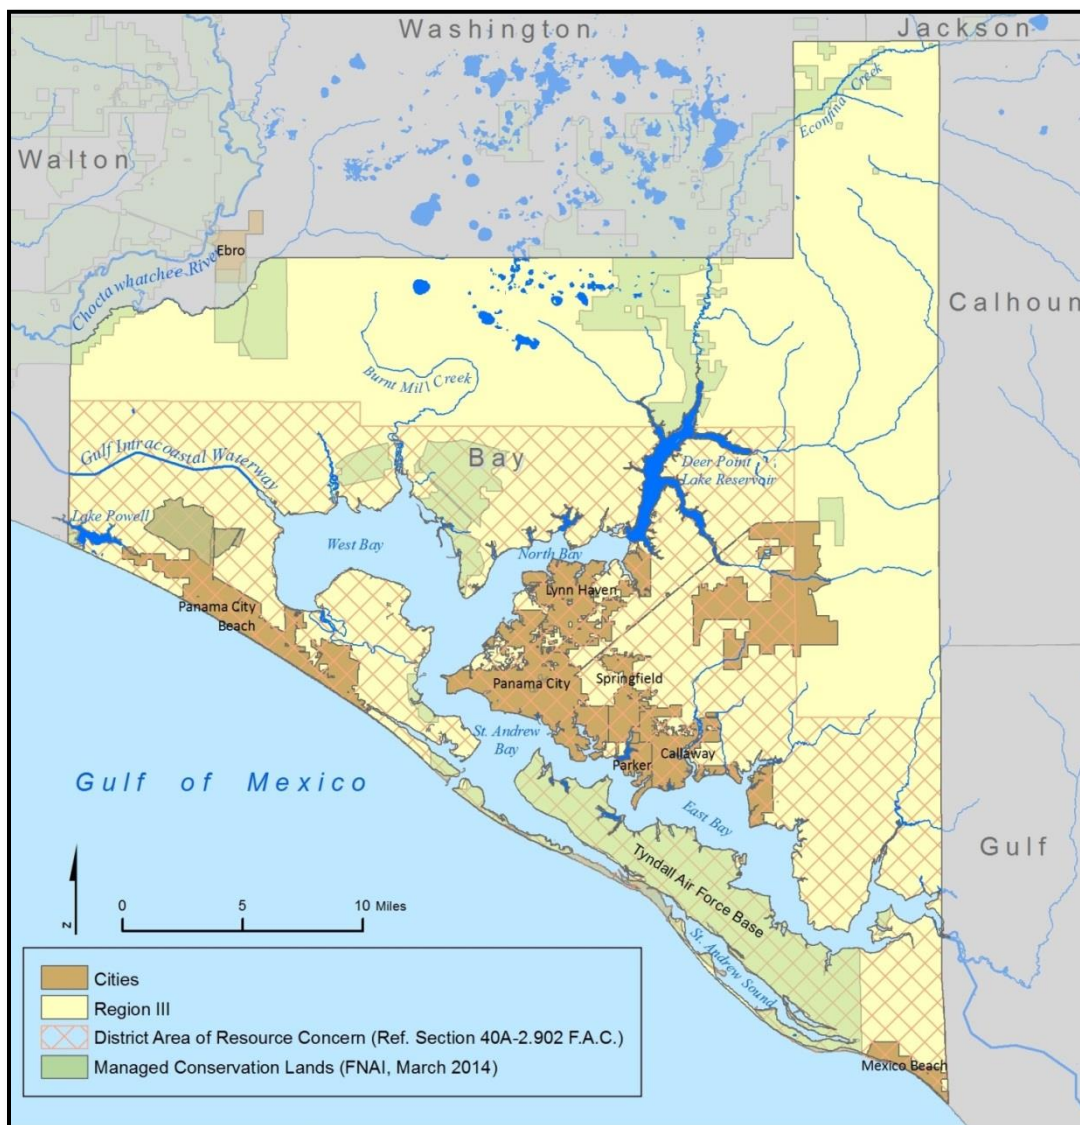 Washington
Jackson
Walton
Econfina Creek
Ebro
Choctawhatchee River
Calhoun
Burnt Mill Creek
Bay
Gulf Intracoastal Waterway
Deer Point
Lake Reservoir
Lake Powell
West Bay
North Bay
Lynn Haven
Panama City
Beach
Panama City
Springfield
St. Andrew
Bay
Parker
Callaway
Gulf of Mexico
East Bay
Gulf
Tyndall Air Force Base
St. Andrew Sound
Mexico Beach
N
0 5 10 Miles
Cities
Region III
District Area of Resource Concern (Ref. Section 40A-2.902 F.A.C.)
Managed Conservation Lands (FNAI, March 2014)